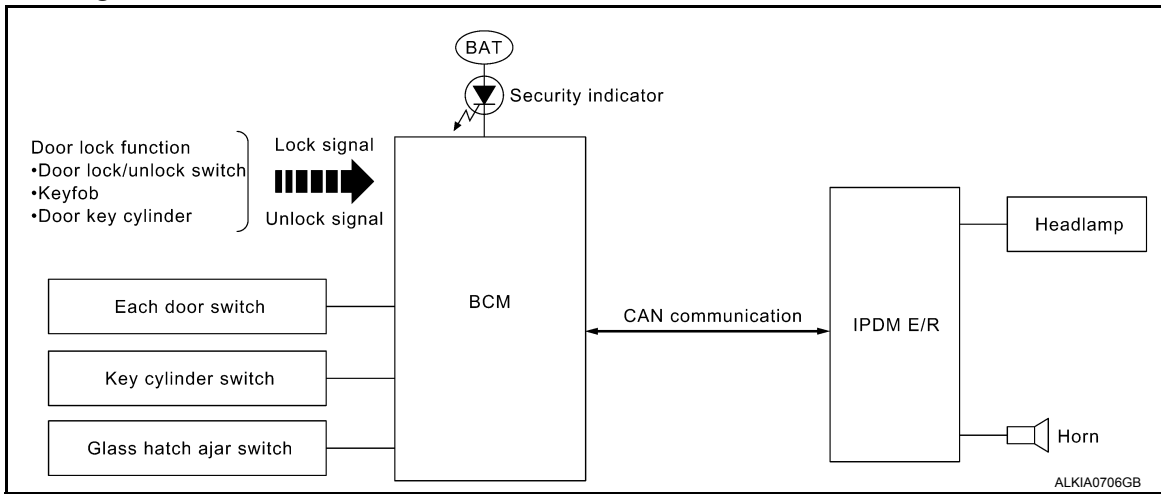 BAT
Security indicator
Door lock function
•Door lock/unlock switch
•Keyfob
•Door key cylinder
Lock signal
Unlock signal
Each door switch
Key cylinder switch
Glass hatch ajar switch
BCM
CAN communication
IPDM E/R
Headlamp
Horn
ALKIA0706GB